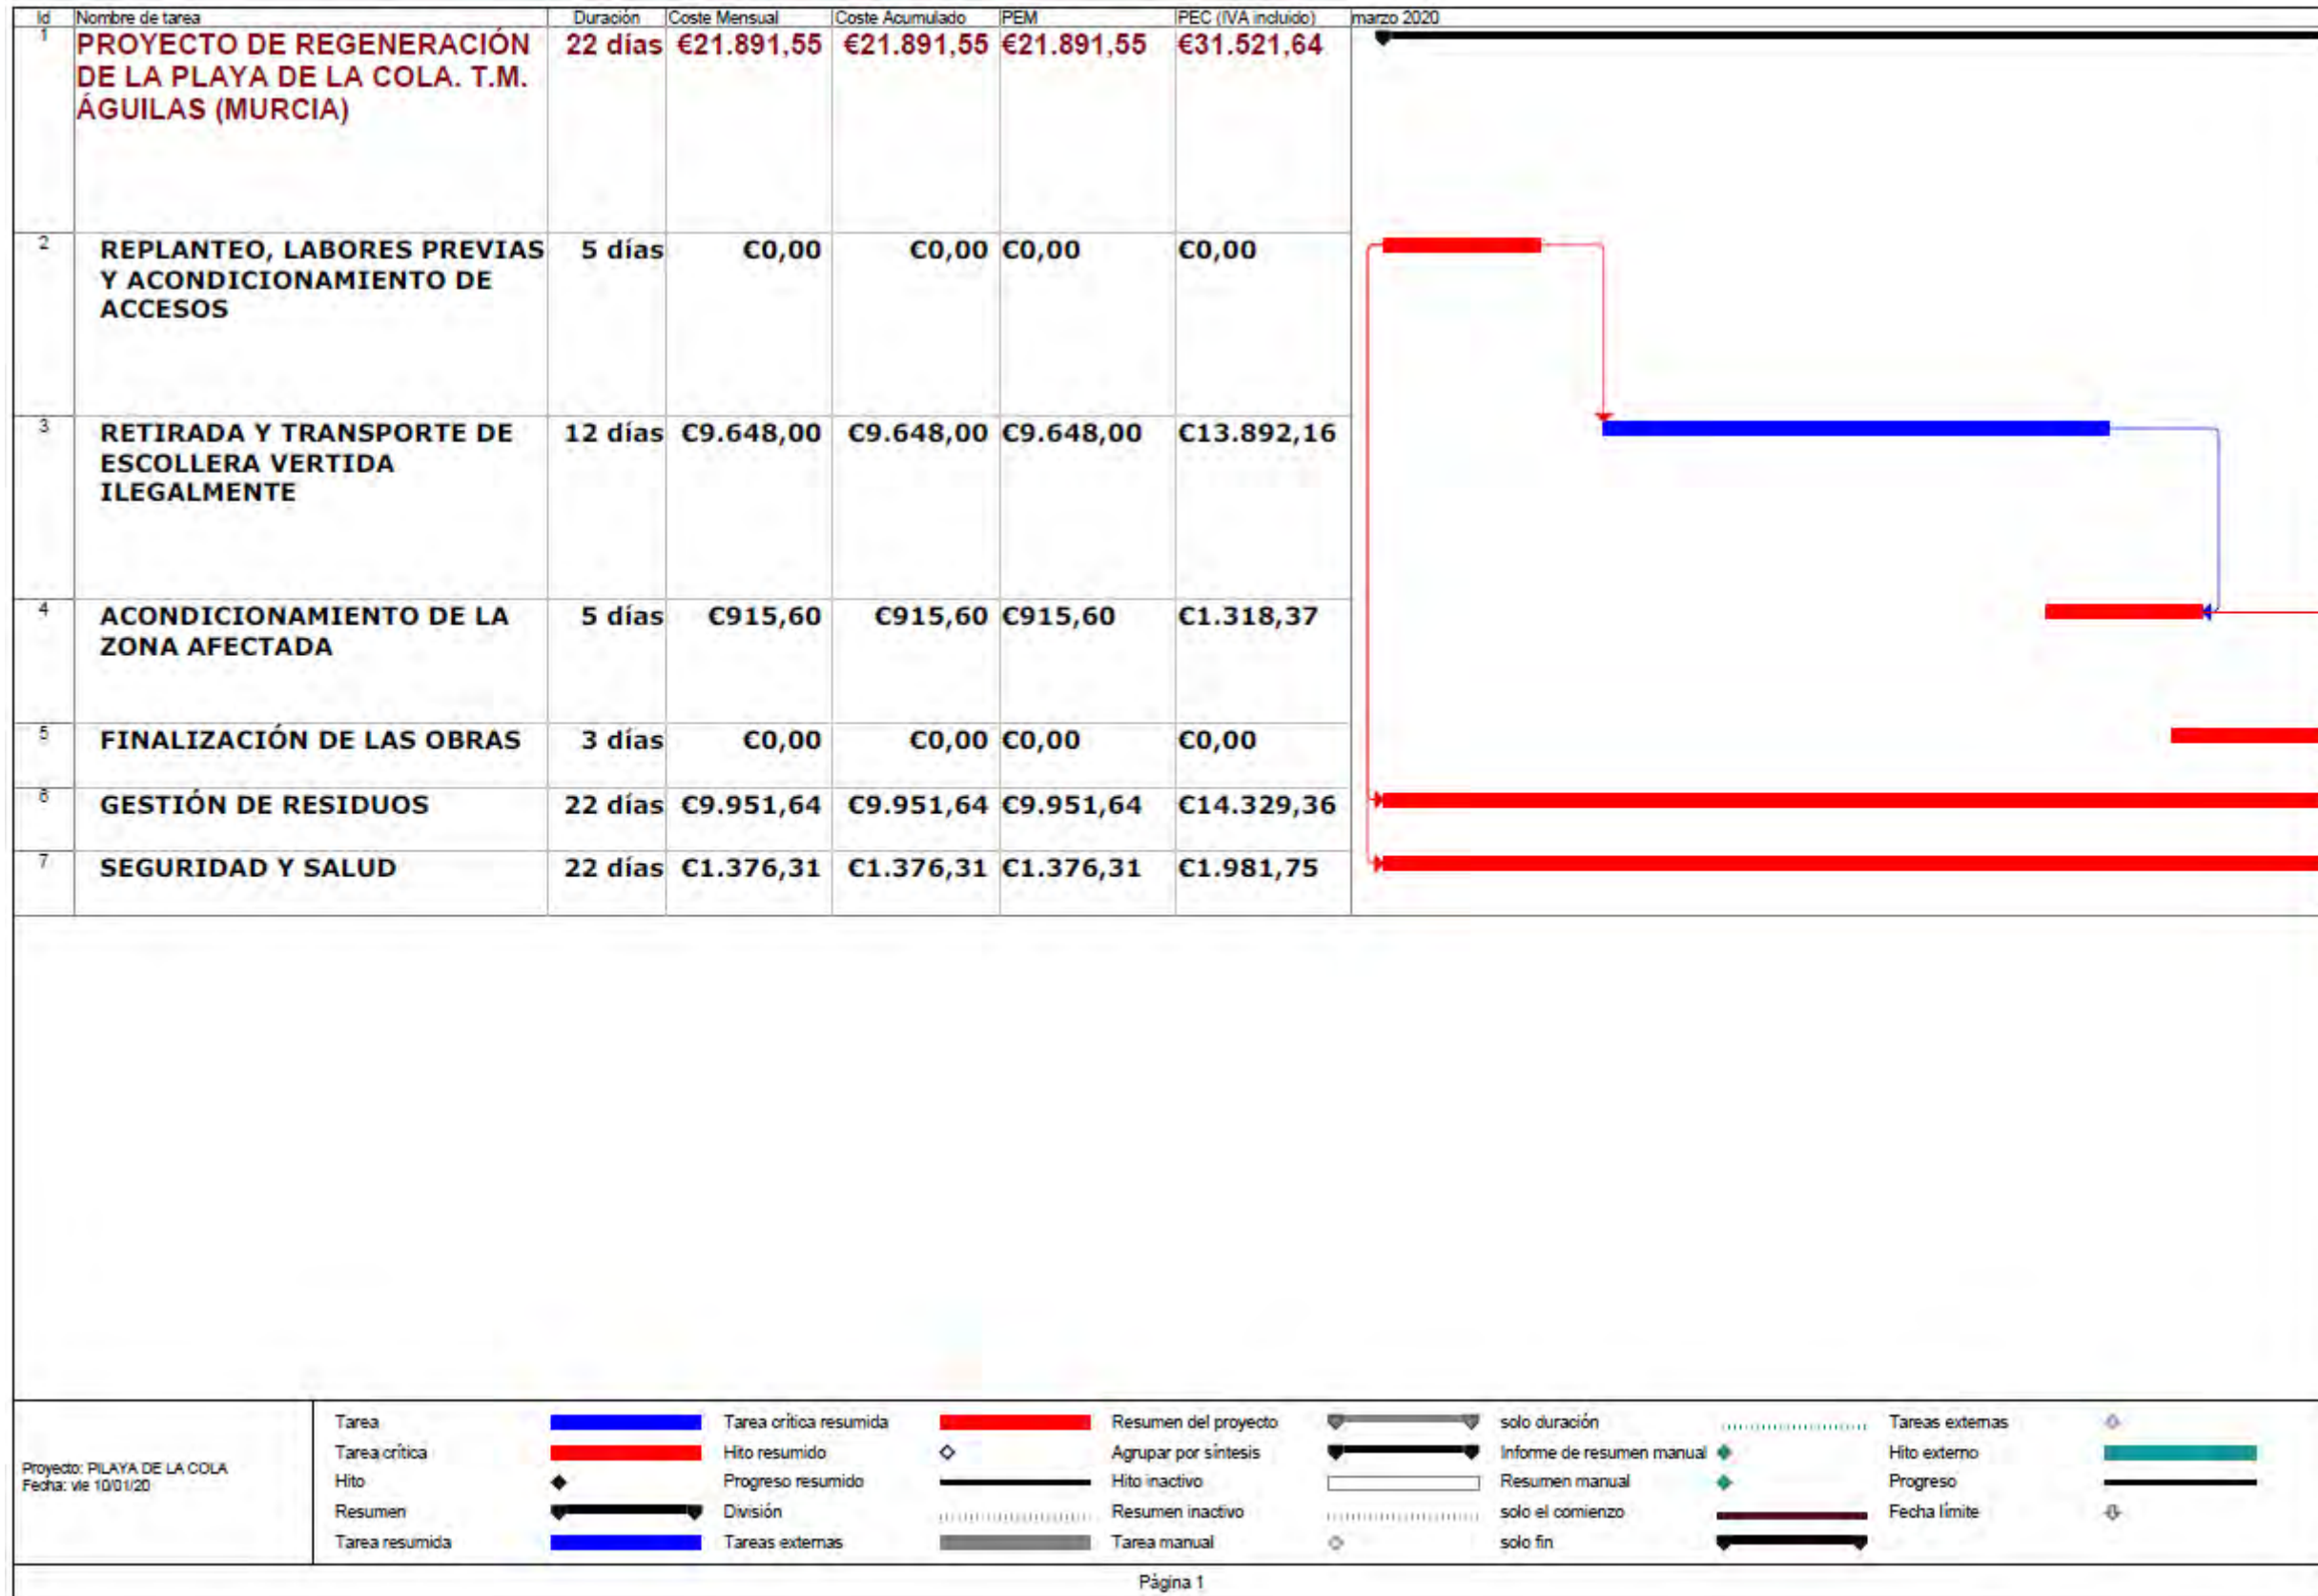 Id Nombre de tarea Duración Coste Mensual Coste Acumulado PEM PEC (IVA incluido) marzo 2020
1 PROYECTO DE REGENERACIÓN 22 días €21.891,55 €21.891,55 €21.891,55 €31.521,64
DE LA PLAYA DE LA COLA. T.M.
ÁGUILAS (MURCIA)
2 REPLANTEO, LABORES PREVIAS 5 días €0,00 €0,00 €0,00 €0,00
Y ACONDICIONAMIENTO DE
ACCESOS
3 RETIRADA Y TRANSPORTE DE 12 días €9.648,00 €9.648,00 €9.648,00 €13.892,16
ESCOLLERA VERTIDA
ILEGALMENTE
4 ACONDICIONAMIENTO DE LA 5 días €915,60 €915,60 €915,60 €1.318,37
ZONA AFECTADA
5 FINALIZACIÓN DE LAS OBRAS 3 días €0,00 €0,00 €0,00 €0,00
6 GESTIÓN DE RESIDUOS 22 días €9.951,64 €9.951,64 €9.951,64 €14.329,36
7 SEGURIDAD Y SALUD 22 días €1.376,31 €1.376,31 €1.376,31 €1.981,75
Proyecto: PILAYA DE LA COLA
Fecha: vie 10/01/20
Tarea Tarea crítica resumida Resumen del proyecto solo duración Tareas externas
Tarea crítica Hito resumido Agrupar por síntesis Informe de resumen manual Hito externo
Hito Progreso resumido Hito inactivo Resumen manual Progreso
Resumen División Resumen inactivo solo el comienzo Fecha límite
Tarea resumida Tareas externas Tarea manual solo fin
Página 1